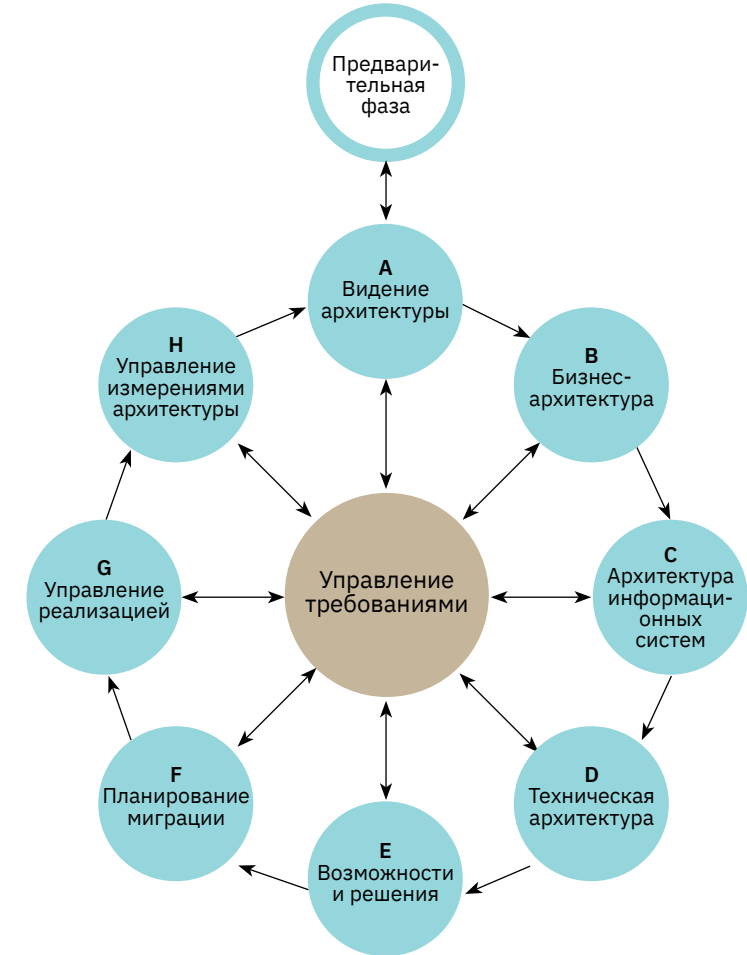 Предвари-
тельная
фаза
A
Видение
архитектуры
B
Бизнес-
архитектура
C
Архитектура
информаци-
онных
систем
D
Техническая
архитектура
E
Возможности
и решения
F
Планирование
миграции
G
Управление
реализацией
H
Управление
измерениями
архитектуры
Управление
требованиями